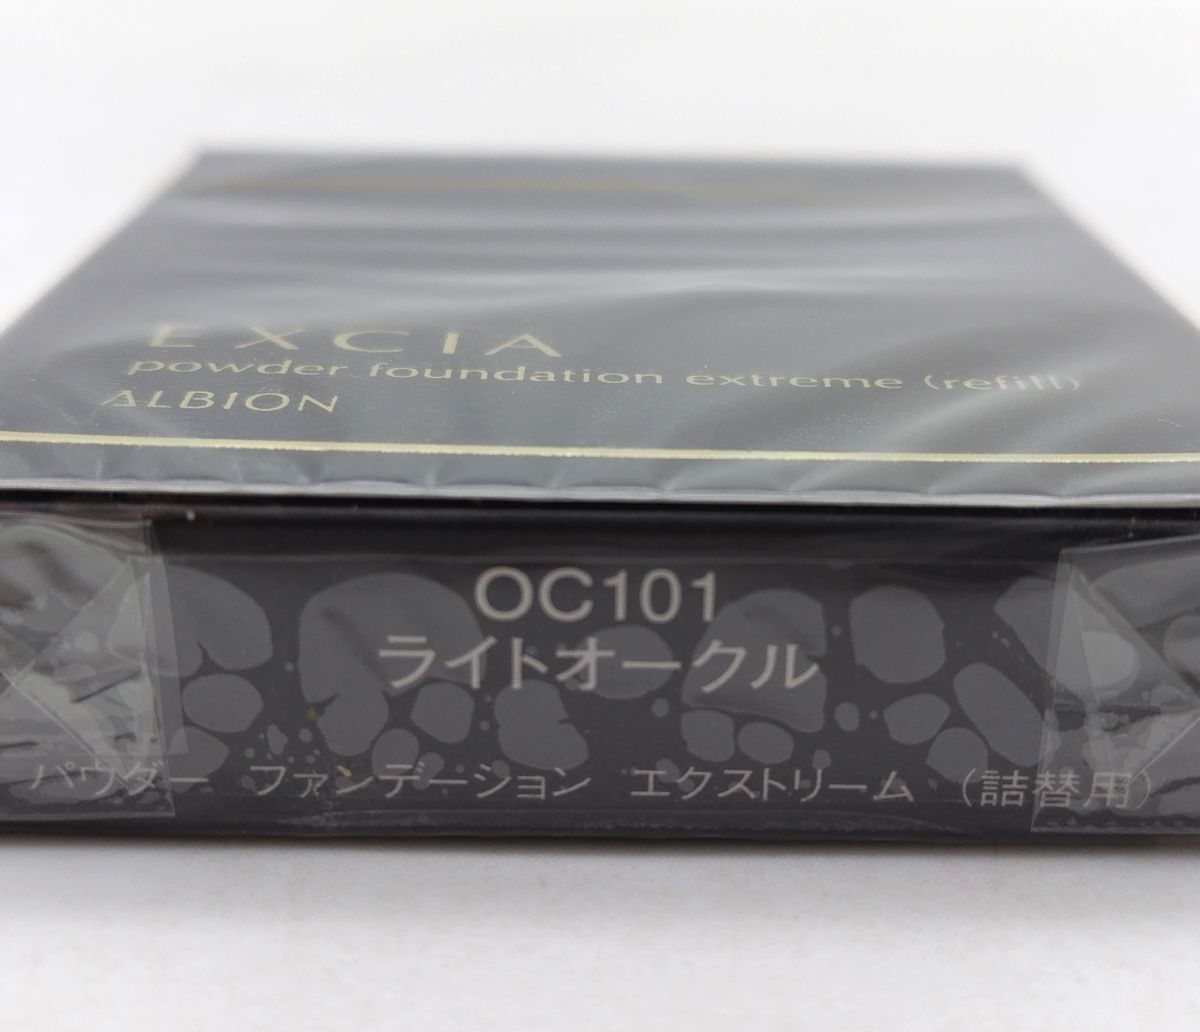 EXCIA
powder foundation extreme (refill)
ALBION
OC101
ライトオークル
パウダー ファンデーション エクストリーム (詰替用)